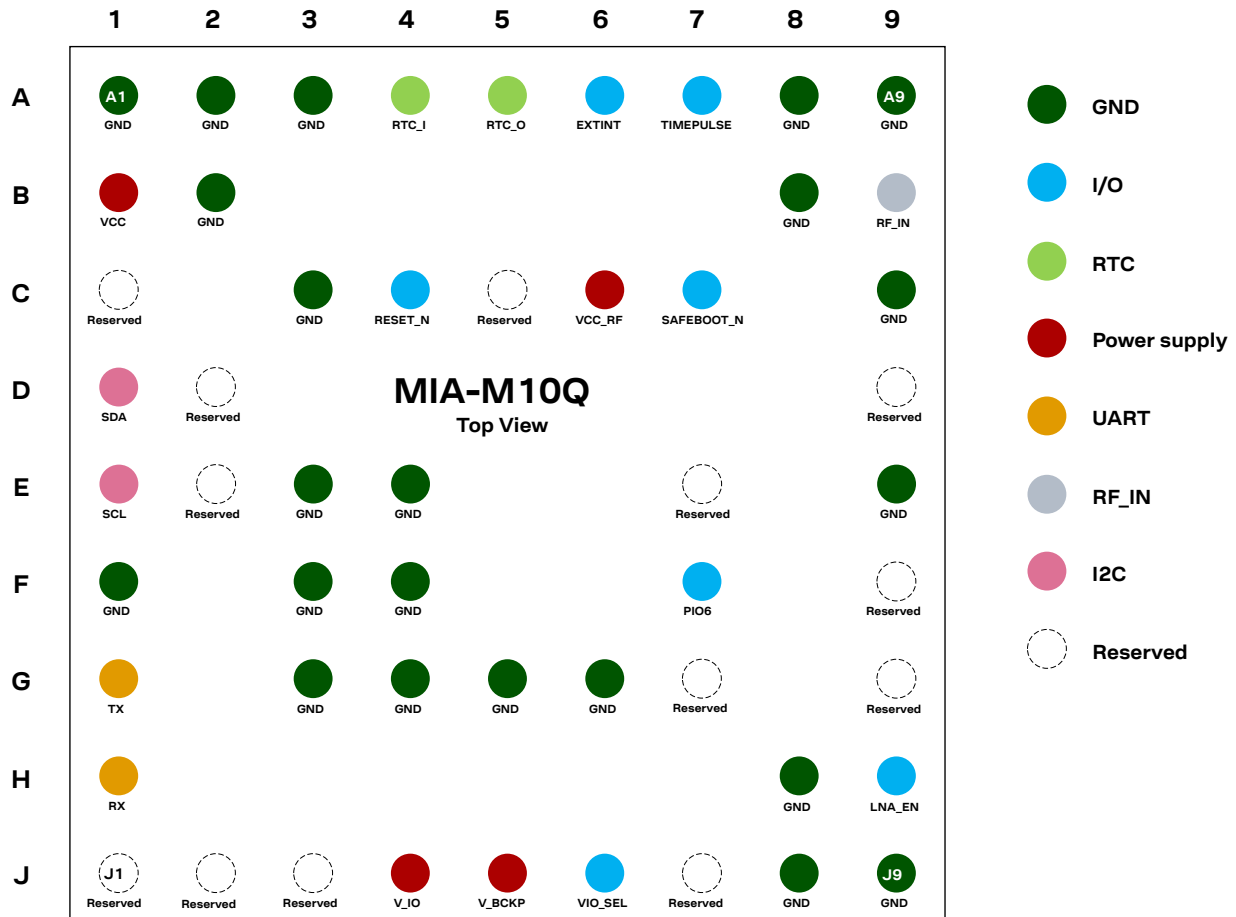 1 2 3 4 5 6 7 8 9
A A1 A9
GND GND GND RTC_I RTC_O EXTINT TIMEPULSE GND GND
B
VCC GND GND RF_IN
C
Reserved GND RESET_N Reserved VCC_RF SAFEBOOT_N GND
D MIA-M10Q
Top View
SDA Reserved Reserved
E
SCL Reserved GND GND Reserved GND
F
GND GND GND PIO6 Reserved
G
TX GND GND GND GND Reserved Reserved
H
RX GND LNA_EN
J J1 J9
Reserved Reserved Reserved V_IO V_BCKP VIO_SEL Reserved GND GND
GND
I/O
RTC
Power supply
UART
RF_IN
I2C
Reserved